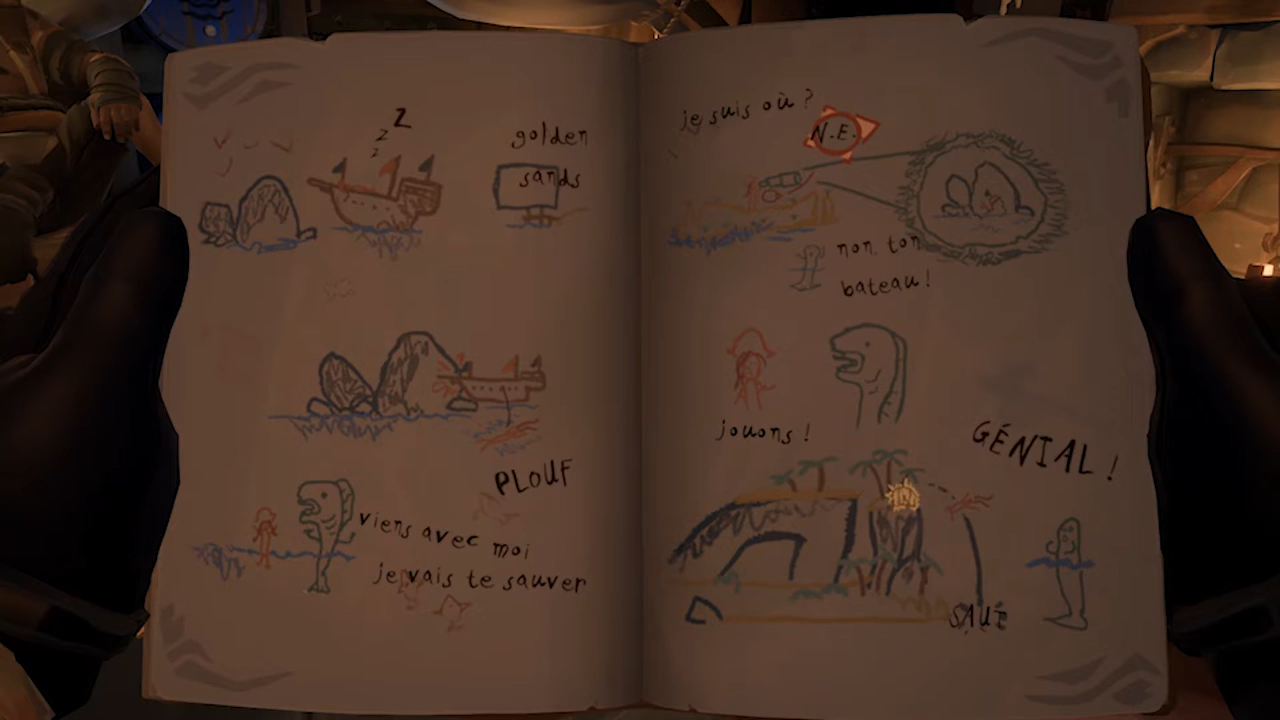 z
z
z
golden
sands
PLOUF
viens avec moi
je vais te sauver
je suis où ?
N.E.
non, ton
bateau !
jouons !
GÉNIAL !
SAUT